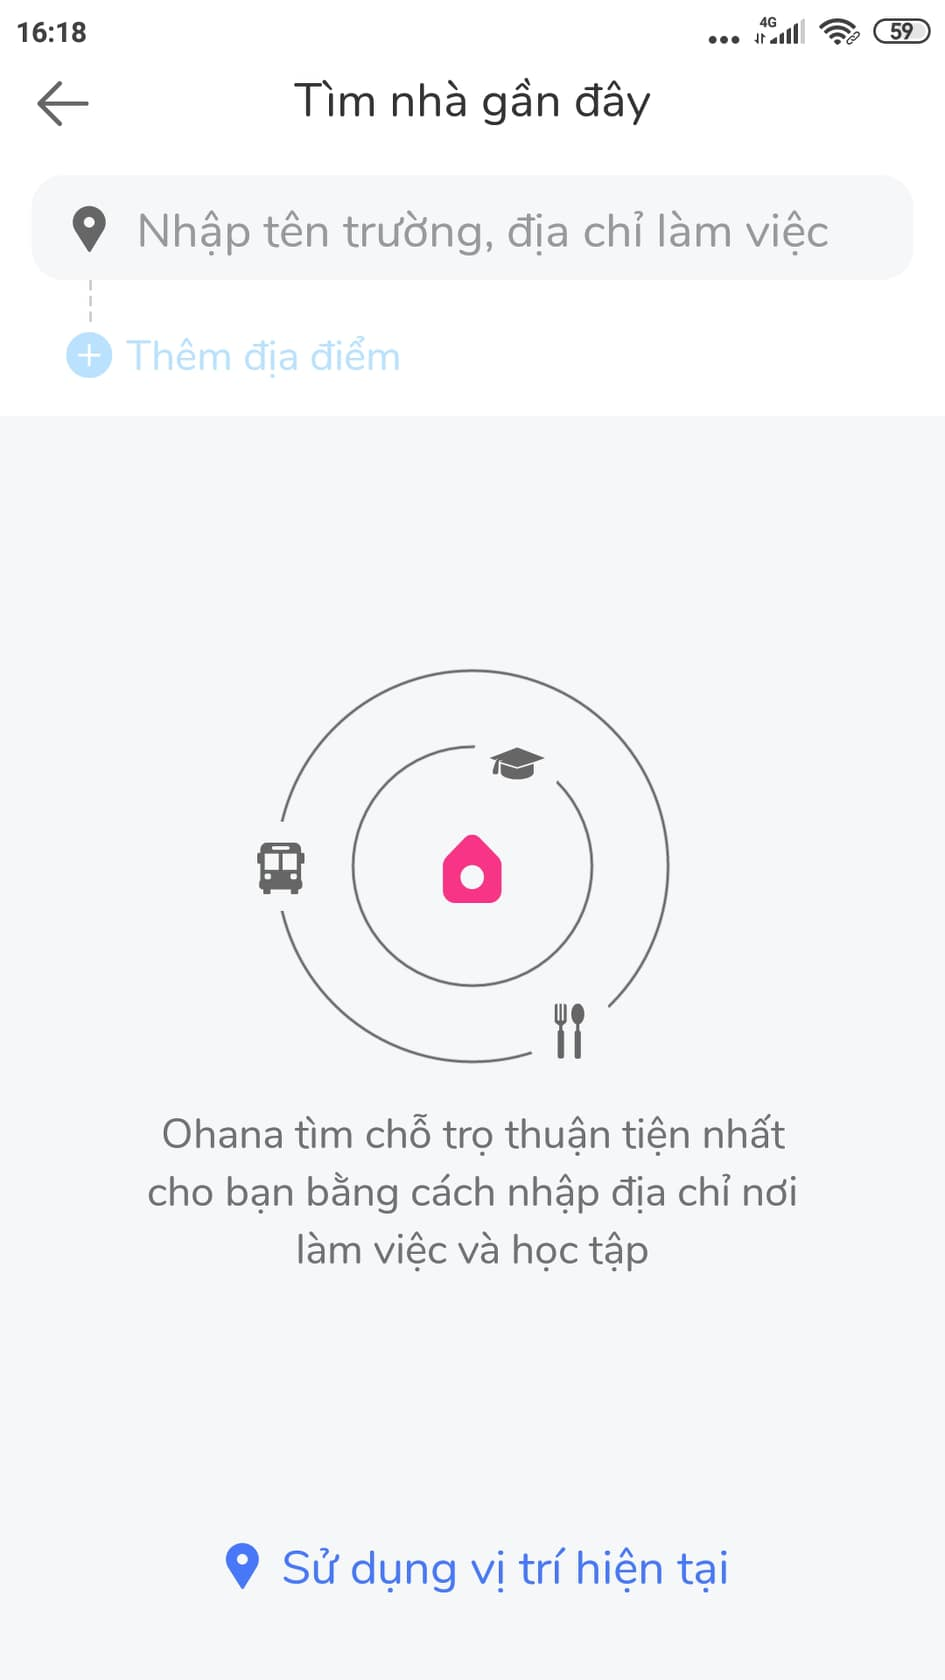 16:18
4G
59
Tìm nhà gần đây
Nhập tên trường, địa chỉ làm việc
Thêm địa điểm
Ohana tìm chỗ trọ thuận tiện nhất
cho bạn bằng cách nhập địa chỉ nơi
làm việc và học tập
Sử dụng vị trí hiện tại